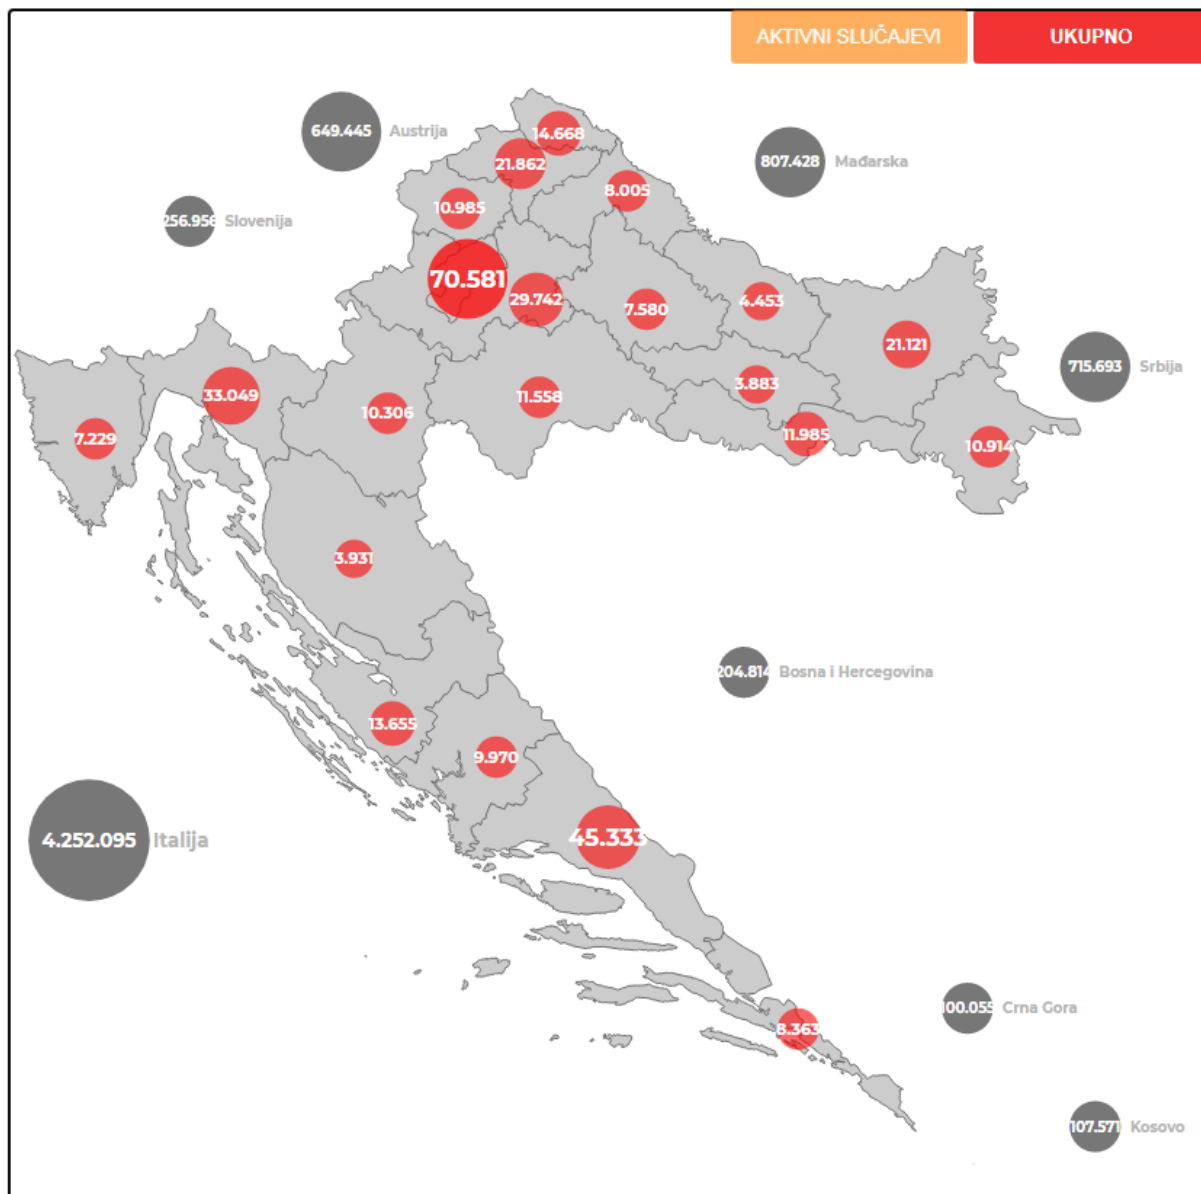 AKTIVNI SLUČAJEVI
UKUPNO
649.445 Austrija
14.668
21.862
807.428 Mađarska
8.005
10.985
256.956 Slovenija
70.581
29.742
7.580
4.453
21.121
715.693 Srbija
3.883
33.049
10.306
11.558
7.229
11.985
10.914
3.931
204.814 Bosna i Hercegovina
13.655
9.970
4.252.095 Italija
45.333
100.055 Crna Gora
8.363
107.571 Kosovo